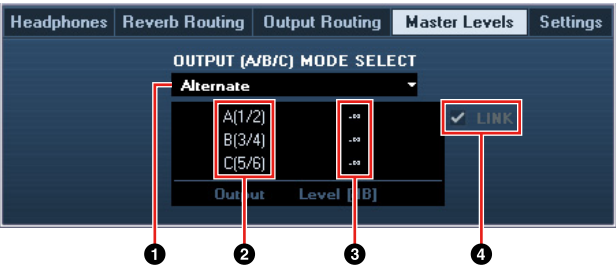 Headphones Reverb Routing Output Routing Master Levels Settings
OUTPUT (A/B/C) MODE SELECT
Alternate
A(1/2) -∞
B(3/4) -∞
C(5/6) -∞
LINK
Output Level [dB]
1 2 3 4